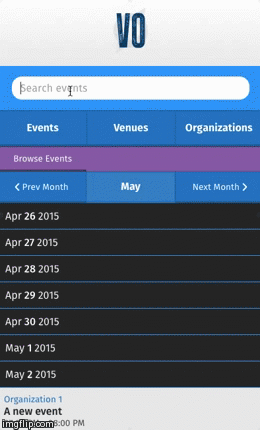 VO
Search events
Events Venues Organizations
Browse Events
Prev Month May Next Month
Apr 26 2015
Apr 27 2015
Apr 28 2015
Apr 29 2015
Apr 30 2015
May 1 2015
May 2 2015
Organization 1
A new event
8:00 PM
imgflip.com